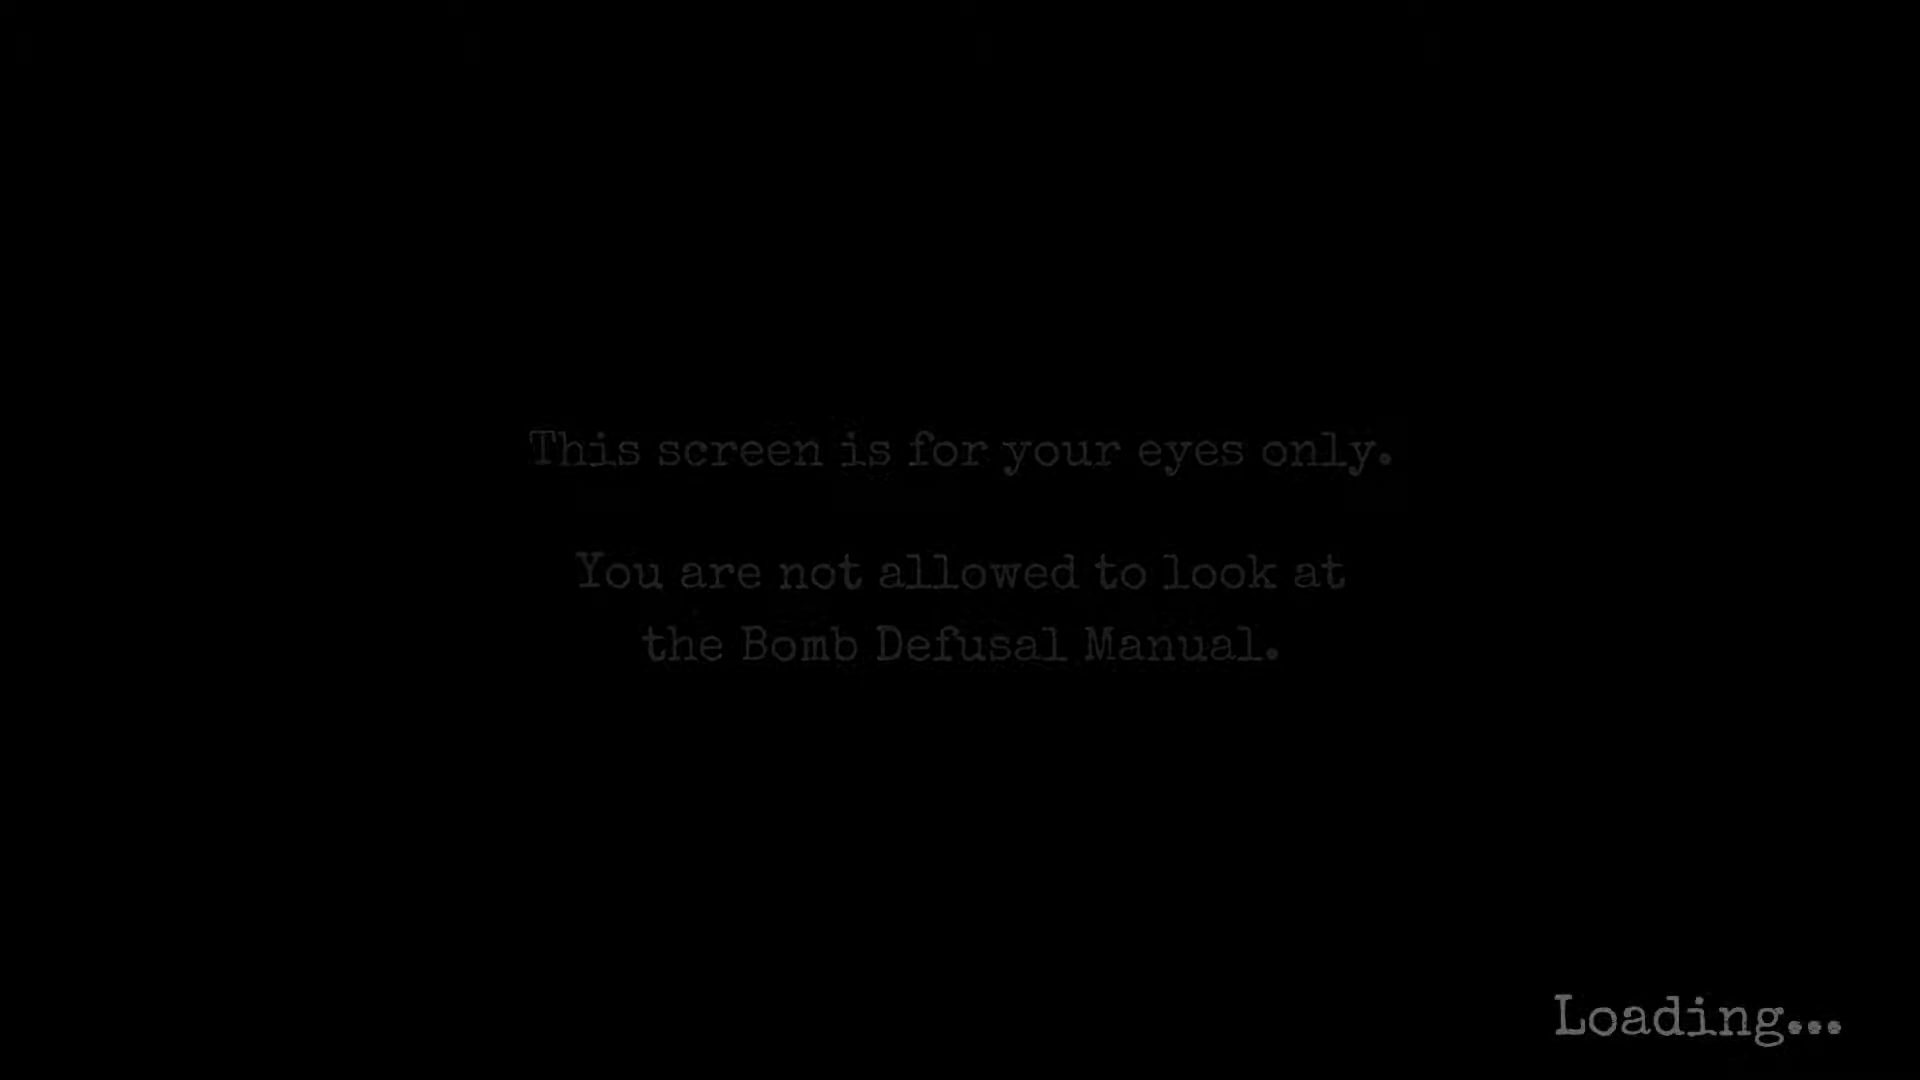 This screen is for your eyes only.
You are not allowed to look at
the Bomb Defusal Manual.
Loading...